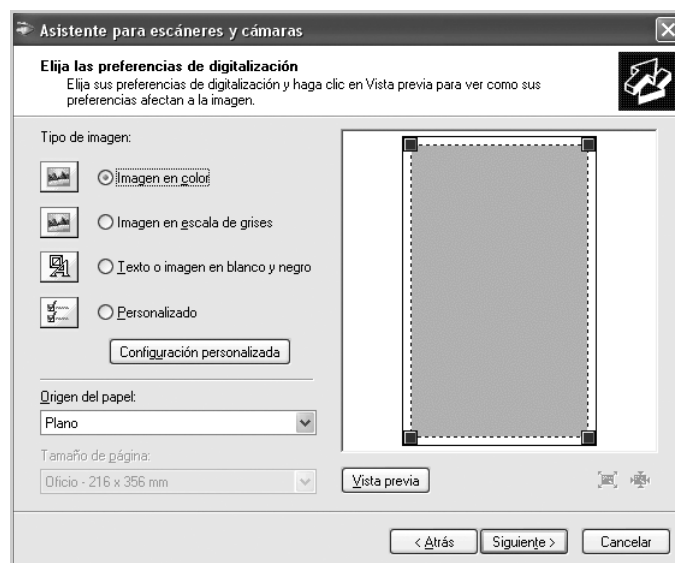 Asistente para escáneres y cámaras
Elija las preferencias de digitalización
Elija sus preferencias de digitalización y haga clic en Vista previa para ver como sus
preferencias afectan a la imagen.
Tipo de imagen:
Imagen en color
Imagen en escala de grises
Texto o imagen en blanco y negro
Personalizado
Configuración personalizada
Origen del papel:
Plano
Tamaño de página:
Oficio - 216 x 356 mm
Vista previa
< Atrás
Siguiente >
Cancelar